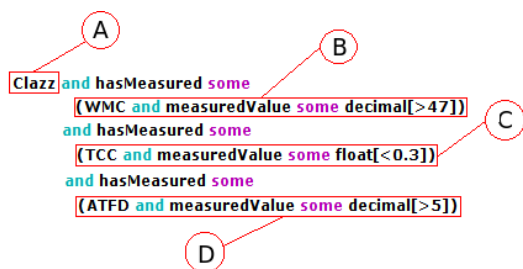 A
B
Clazz and hasMeasured some
(WMC and measuredValue some decimal[>47])
and hasMeasured some
C
(TCC and measuredValue some float[<0.3])
and hasMeasured some
(ATFD and measuredValue some decimal[>5])
D